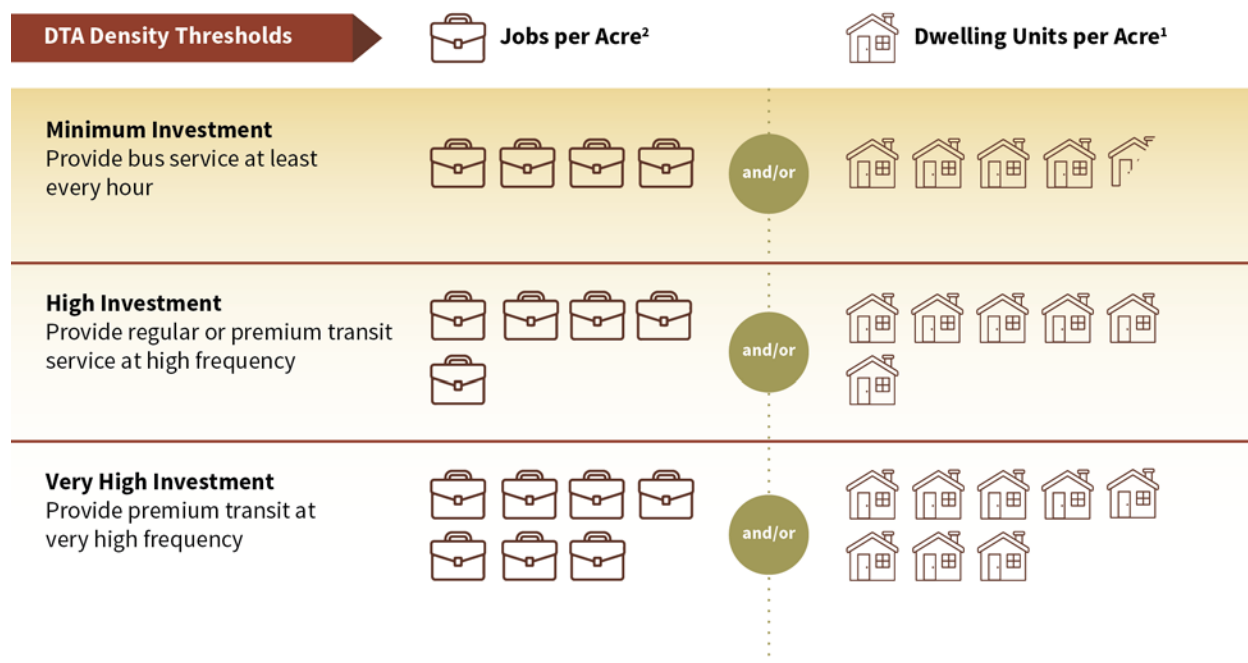 DTA Density Thresholds
Jobs per Acre²
Dwelling Units per Acre¹
Minimum Investment
Provide bus service at least
every hour
and/or
High Investment
Provide regular or premium transit
service at high frequency
and/or
Very High Investment
Provide premium transit at
very high frequency
and/or